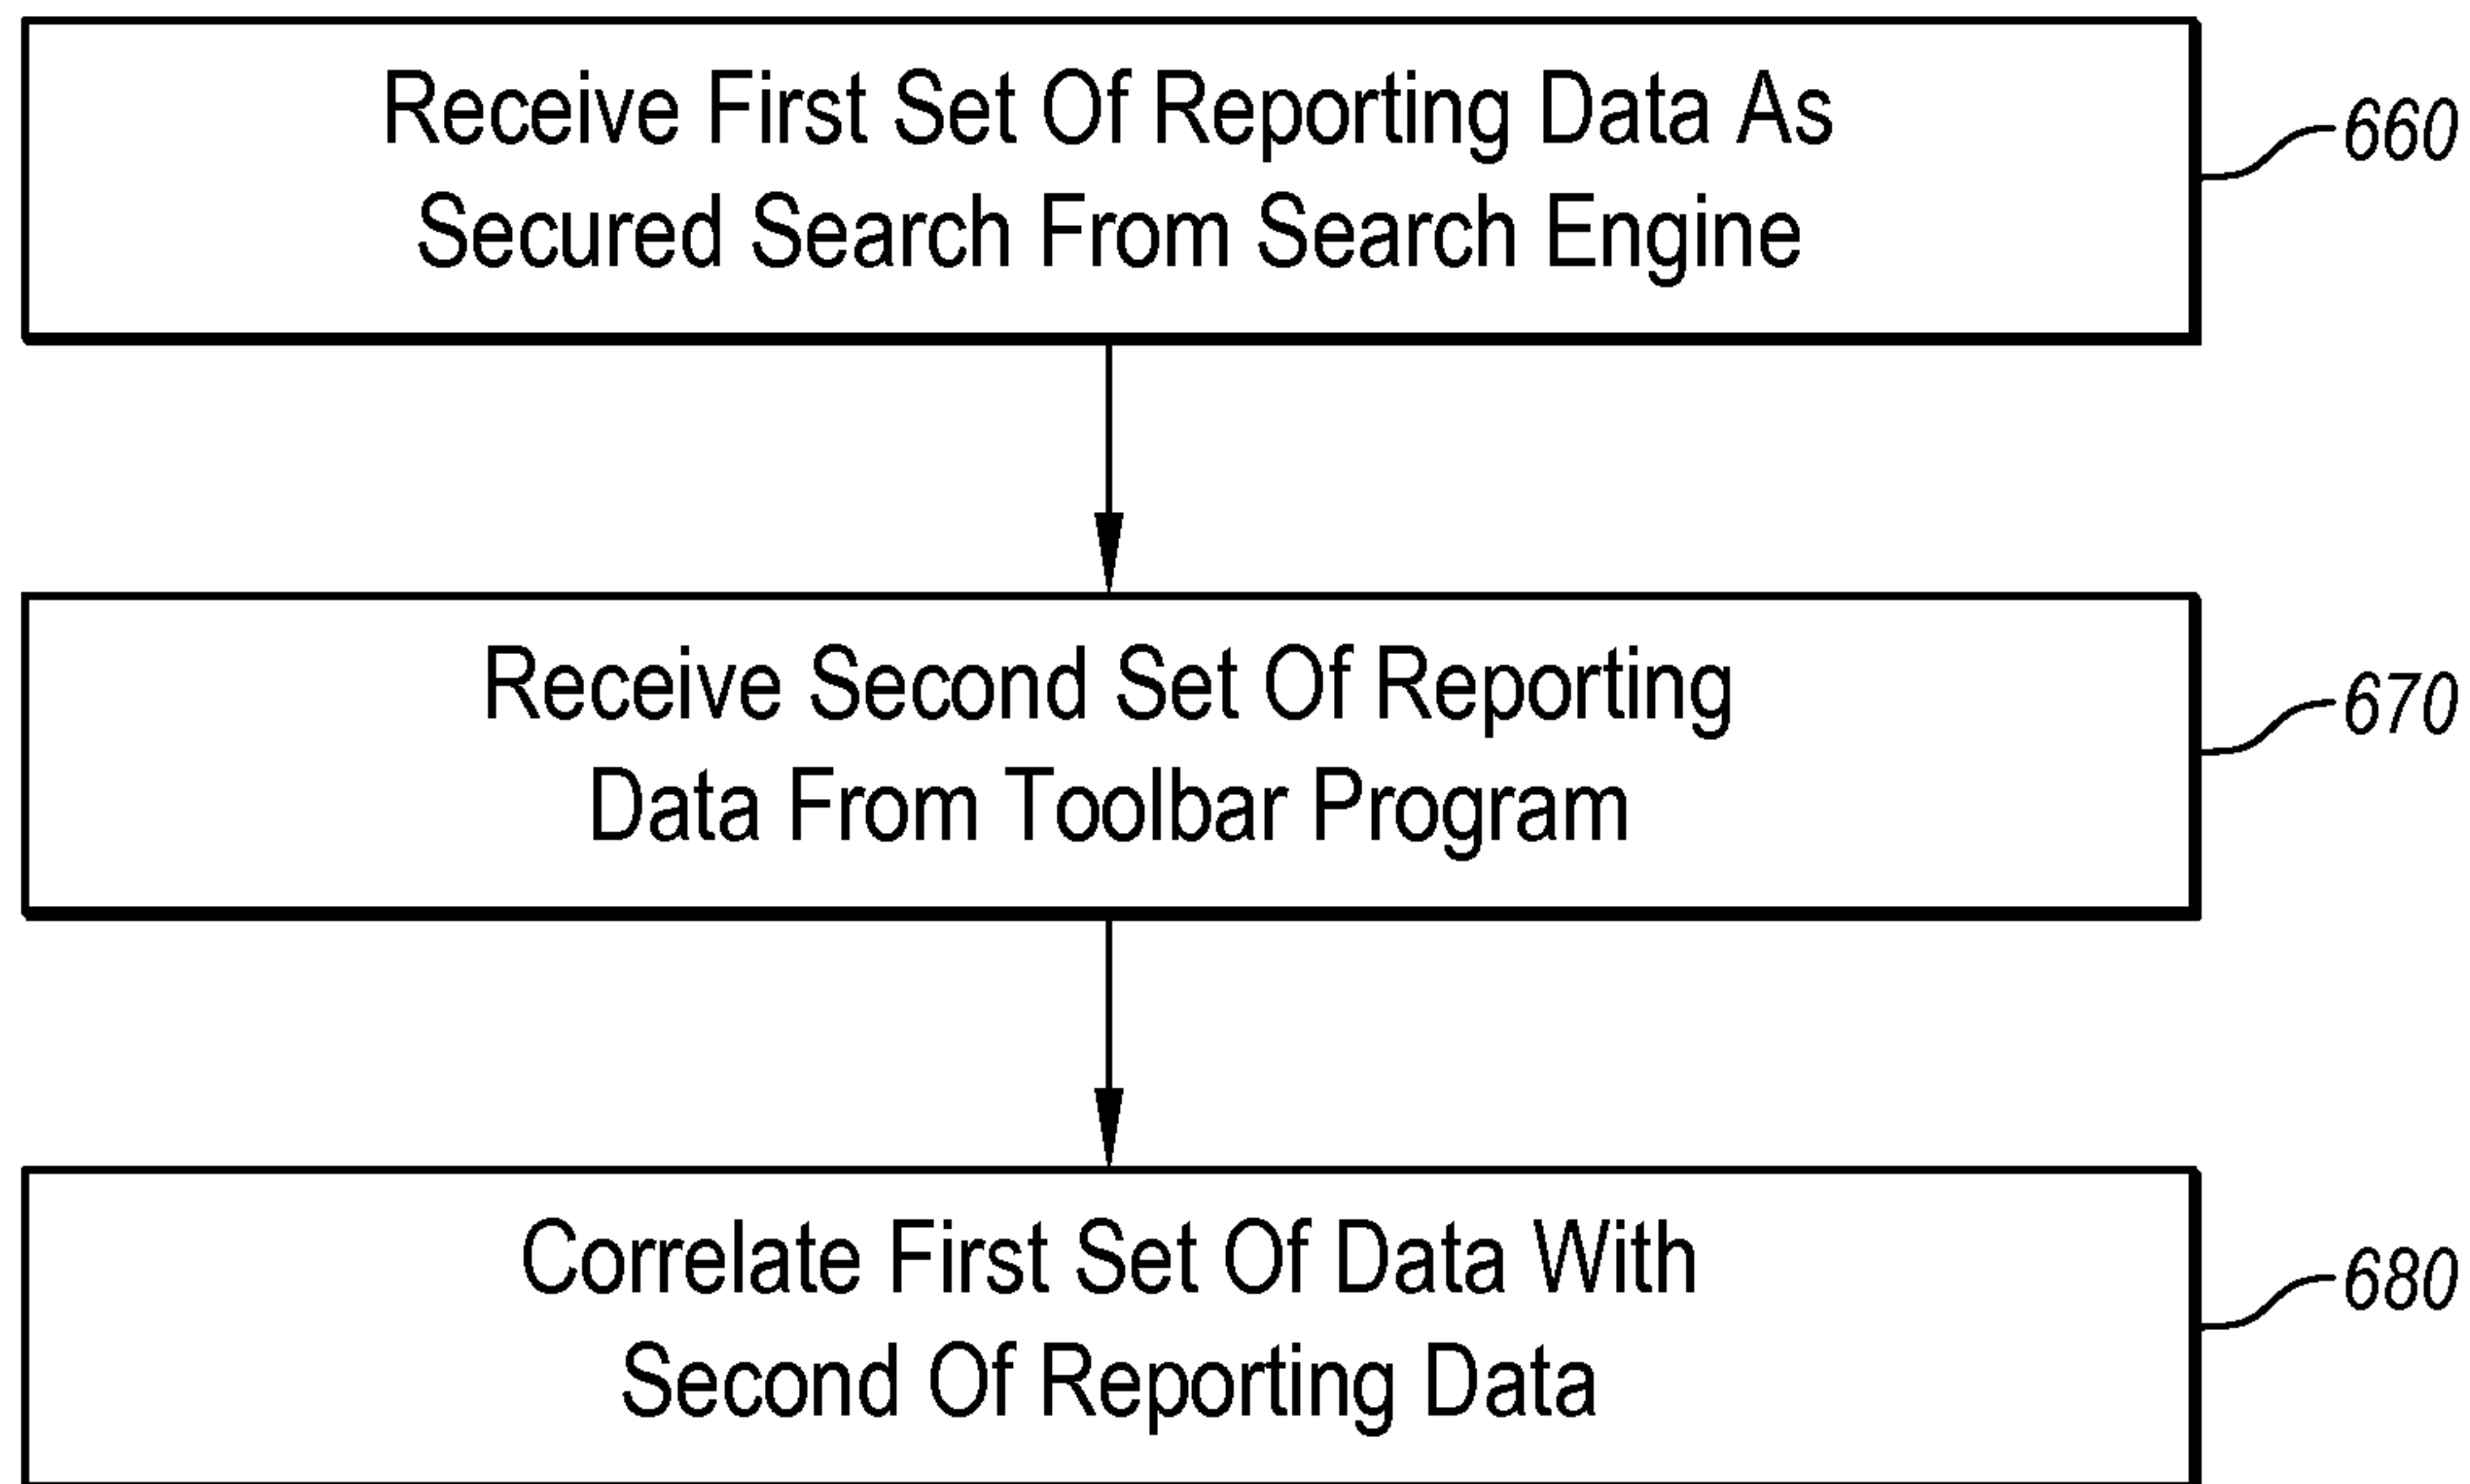 Receive First Set Of Reporting Data As
Secured Search From Search Engine
660
Receive Second Set Of Reporting
Data From Toolbar Program
670
Correlate First Set Of Data With
Second Of Reporting Data
680